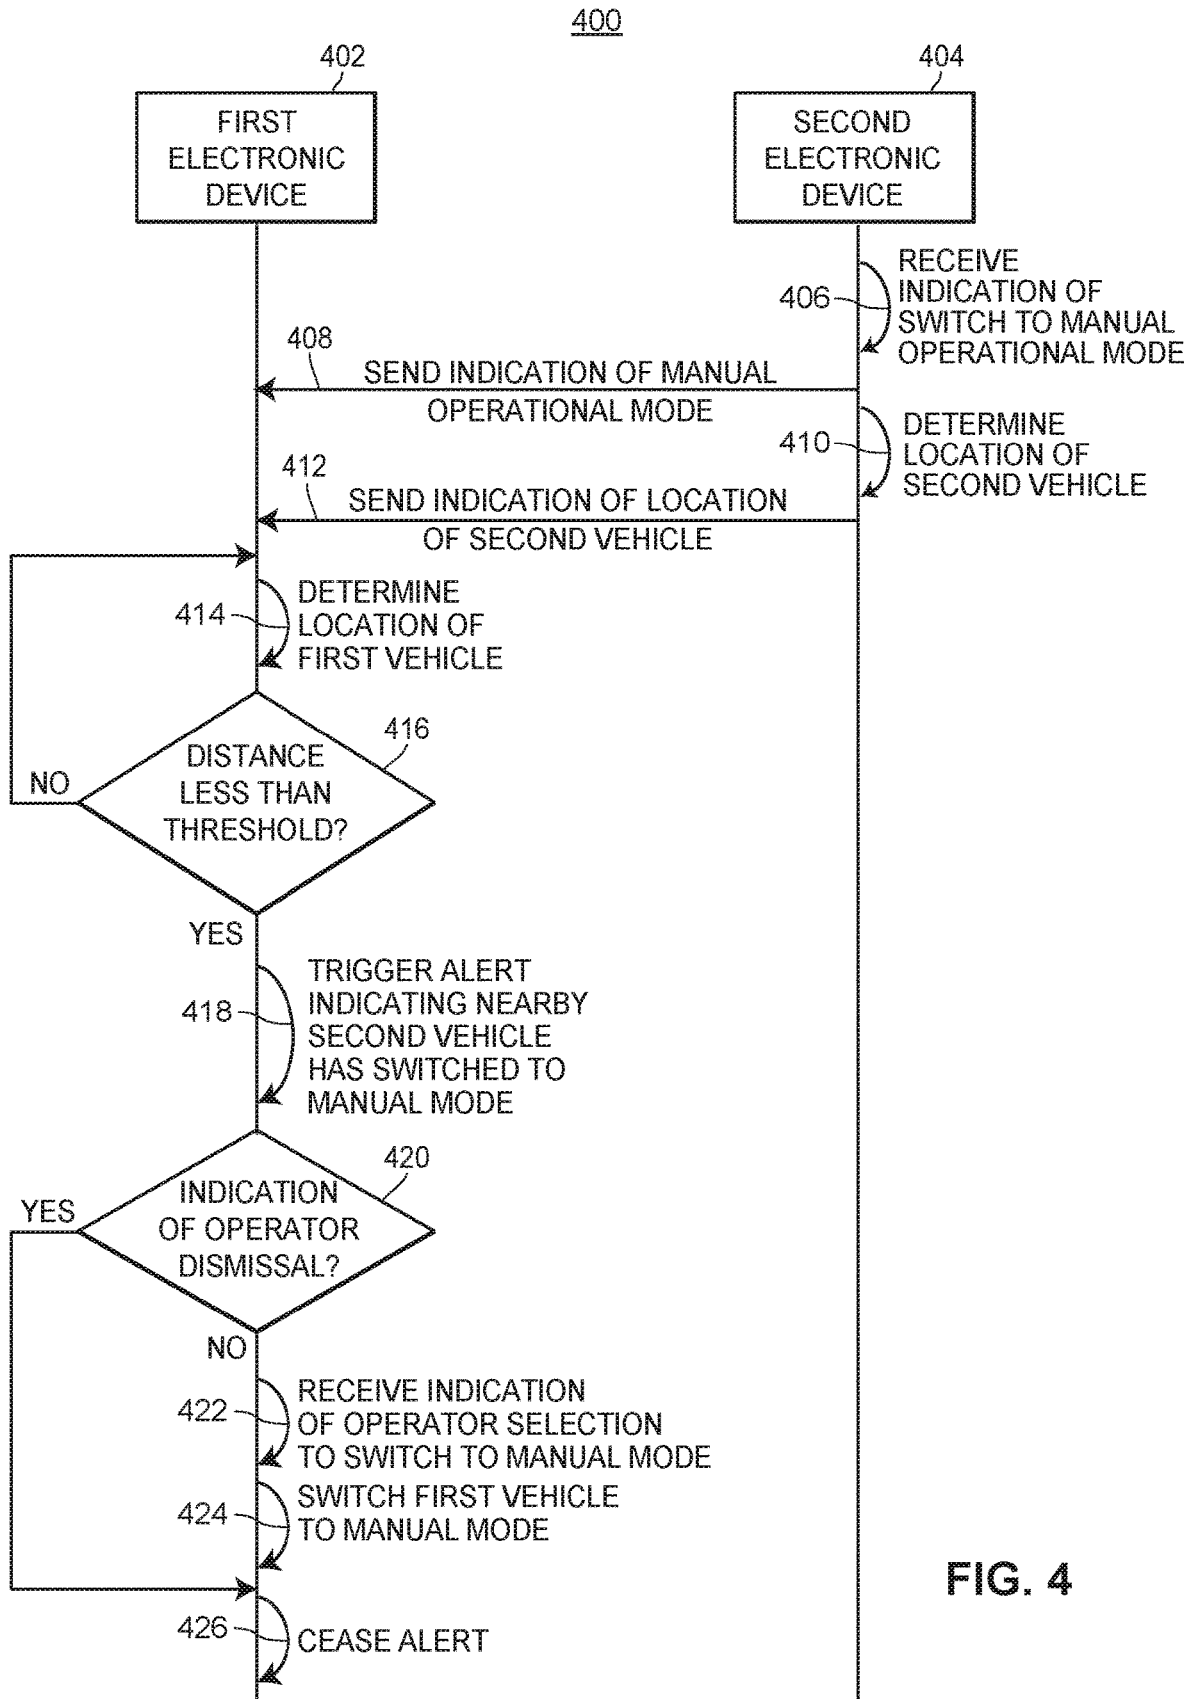 400
402
404
FIRST
ELECTRONIC
DEVICE
SECOND
ELECTRONIC
DEVICE
406
RECEIVE
INDICATION OF
SWITCH TO MANUAL
OPERATIONAL MODE
408
SEND INDICATION OF MANUAL
OPERATIONAL MODE
410
DETERMINE
LOCATION OF
SECOND VEHICLE
412
SEND INDICATION OF LOCATION
OF SECOND VEHICLE
414
DETERMINE
LOCATION OF
FIRST VEHICLE
416
DISTANCE
LESS THAN
THRESHOLD?
NO
YES
418
TRIGGER ALERT
INDICATING NEARBY
SECOND VEHICLE
HAS SWITCHED TO
MANUAL MODE
420
INDICATION
OF OPERATOR
DISMISSAL?
YES
NO
422
RECEIVE INDICATION
OF OPERATOR SELECTION
TO SWITCH TO MANUAL MODE
424
SWITCH FIRST VEHICLE
TO MANUAL MODE
426
CEASE ALERT
FIG. 4